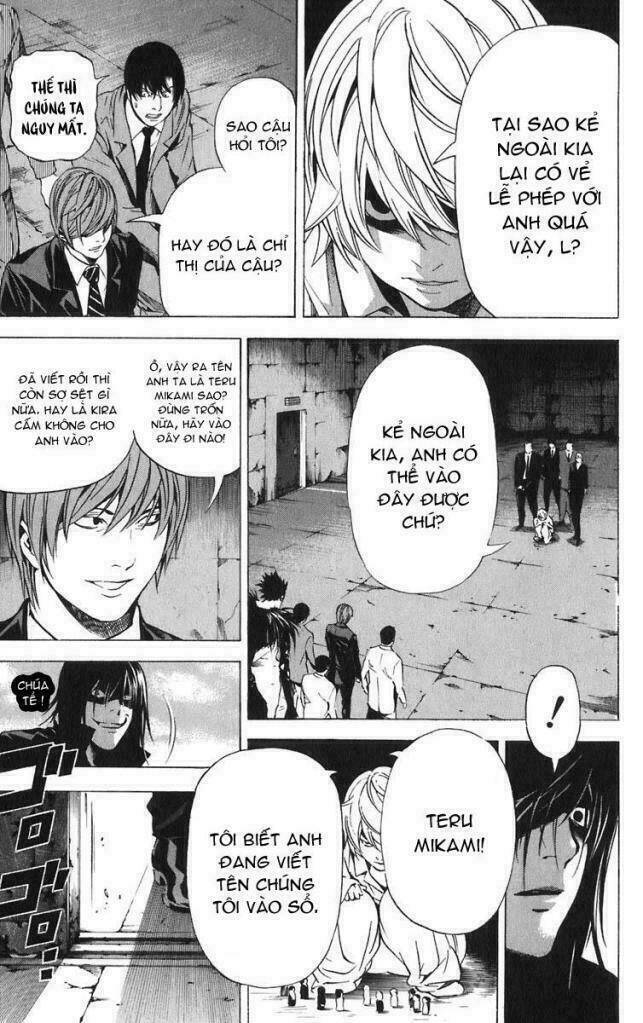 TẠI SAO KẺ
NGOÀI KIA
LẠI CÓ VẺ
LỄ PHÉP VỚI
ANH QUÁ
VẬY, L?
SAO CẬU
HỎI TÔI?
HAY ĐÓ LÀ CHỈ
THỊ CỦA CẬU?
THẾ THÌ
CHÚNG TA
NGUY MẤT.
KẺ NGOÀI
KIA, ANH CÓ
THỂ VÀO
ĐÂY ĐƯỢC
CHỨ?
Ồ, VẬY RA TÊN
ANH TA LÀ TERU
MIKAMI SAO?
ĐỪNG TRỐN
NỮA, HÃY VÀO
ĐÂY ĐI NÀO!
ĐÃ VIẾT RỒI THÌ
CÒN SỢ SỆT GÌ
NỮA. HAY LÀ KIRA
CẤM KHÔNG CHO
ANH VÀO?
!
TERU
MIKAMI!
TÔI BIẾT ANH
ĐANG VIẾT
TÊN CHÚNG
TÔI VÀO SỔ.
CHÚA
TỂ !
ゴゴゴ